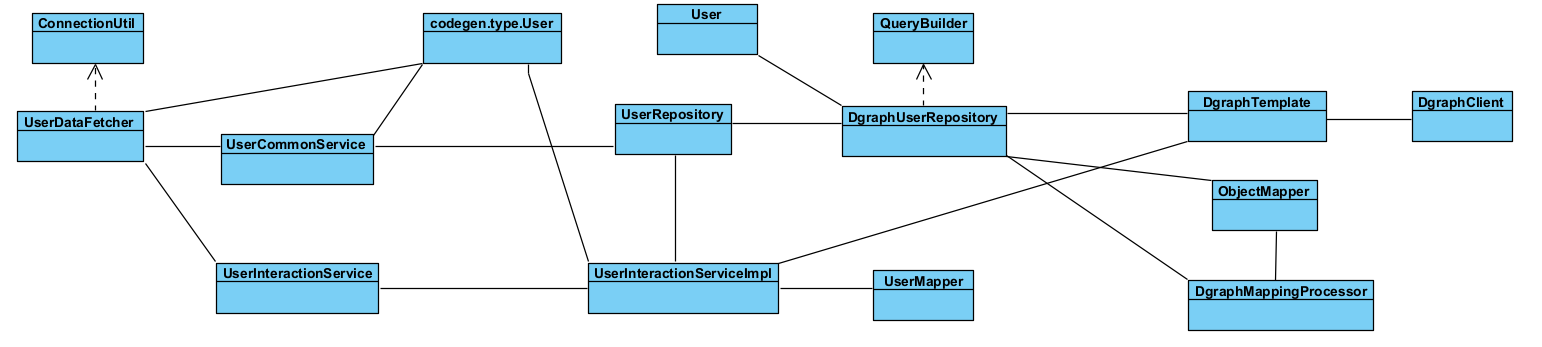 ConnectionUtil
codegen.type.User
User
QueryBuilder
DgraphTemplate
DgraphClient
UserDataFetcher
UserCommonService
UserRepository
DgraphUserRepository
ObjectMapper
UserInteractionService
UserInteractionServiceImpl
UserMapper
DgraphMappingProcessor